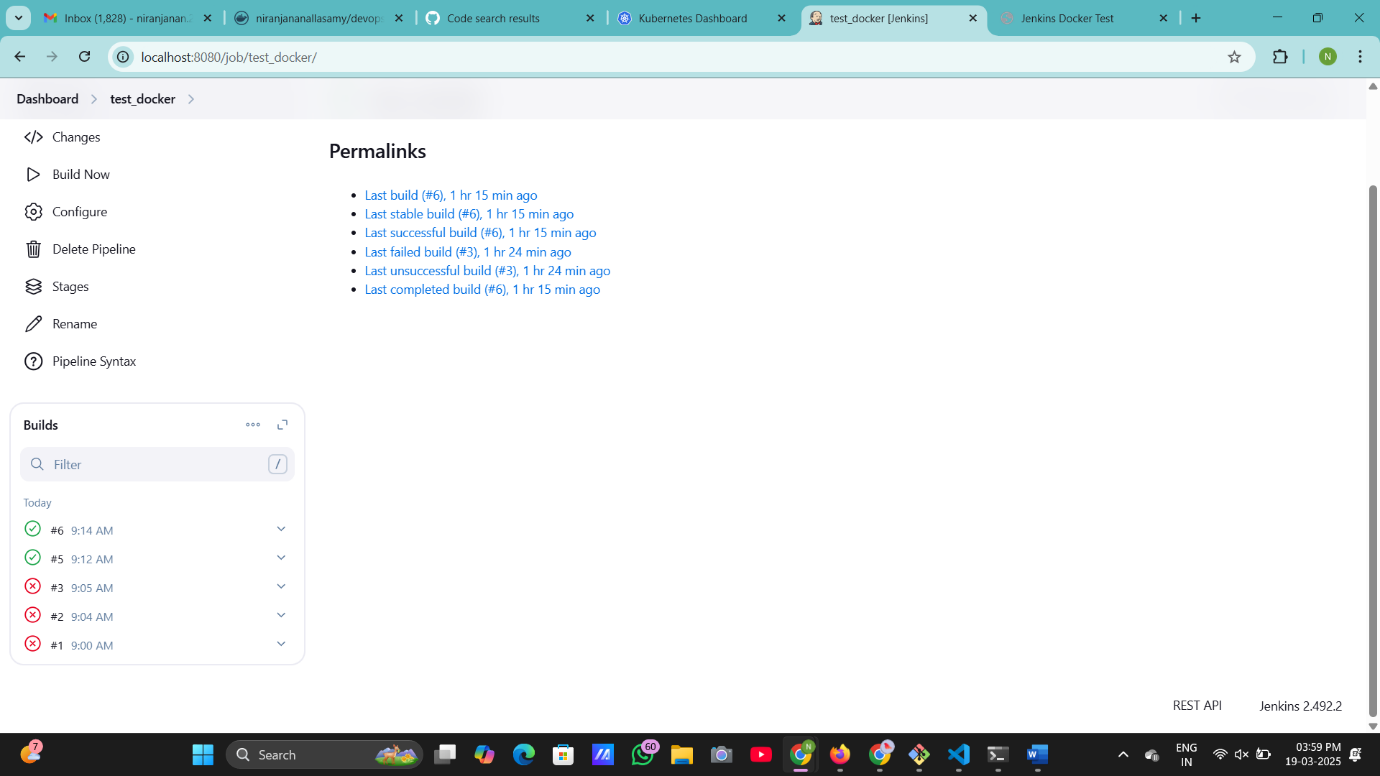 Inbox (1,828) - niranjanan.2
niranjananallasamy/devops
Code search results
Kubernetes Dashboard
test_docker [Jenkins]
Jenkins Docker Test
localhost:8080/job/test_docker/
N
Dashboard
test_docker
Changes
Build Now
Configure
Delete Pipeline
Stages
Rename
Pipeline Syntax
Permalinks
Last build (#6), 1 hr 15 min ago
Last stable build (#6), 1 hr 15 min ago
Last successful build (#6), 1 hr 15 min ago
Last failed build (#3), 1 hr 24 min ago
Last unsuccessful build (#3), 1 hr 24 min ago
Last completed build (#6), 1 hr 15 min ago
Builds
Filter
/
Today
#6 9:14 AM
#5 9:12 AM
#3 9:05 AM
#2 9:04 AM
#1 9:00 AM
REST API
Jenkins 2.492.2
7
Search
60
ENG
IN
03:59 PM
19-03-2025